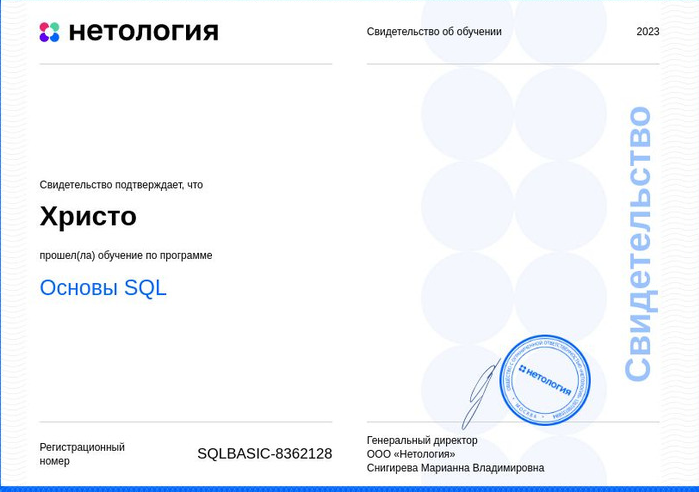 нетология
Свидетельство об обучении
2023
Свидетельство подтверждает, что
Христо
прошел(ла) обучение по программе
Основы SQL
Свидетельство
нетология
МОСКВА
Регистрационный
номер
SQLBASIC-8362128
Генеральный директор
ООО «Нетология»
Снигирева Марианна Владимировна